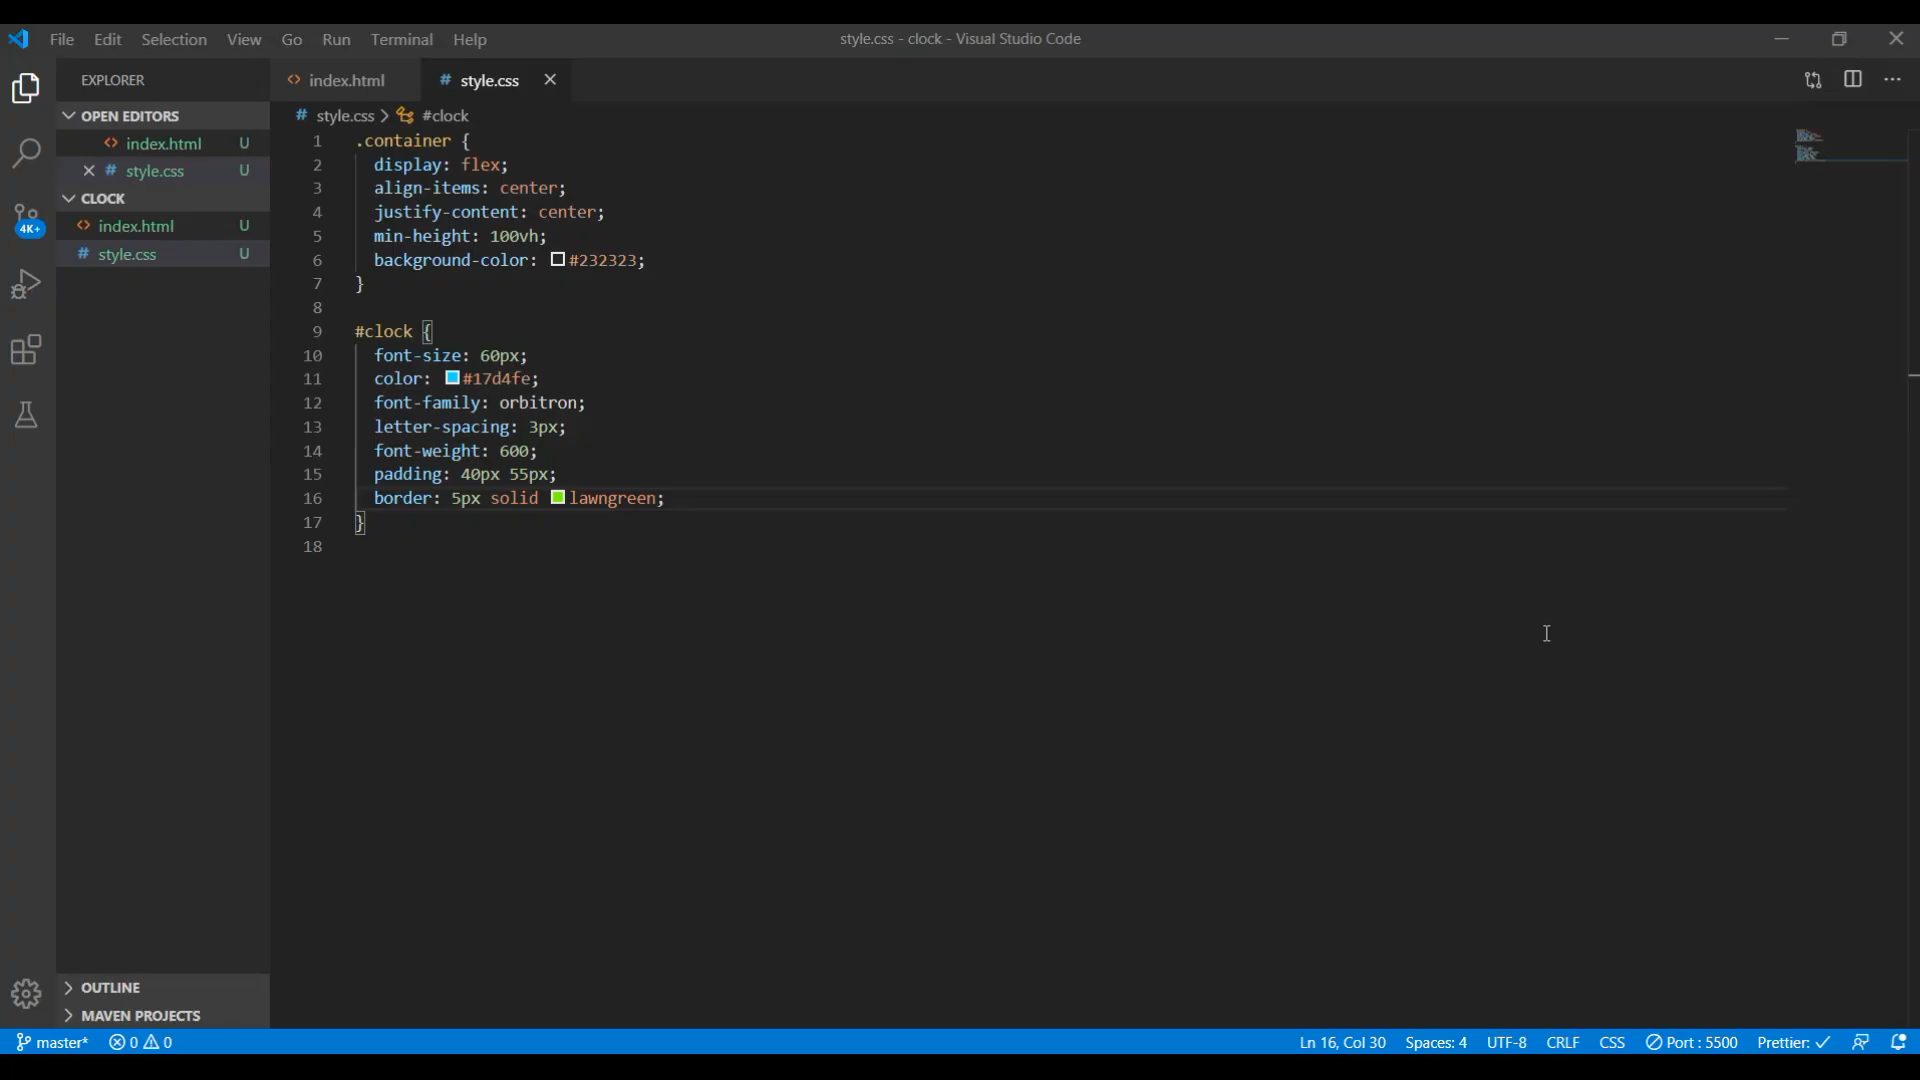 File Edit Selection View Go Run Terminal Help
style.css - clock - Visual Studio Code
EXPLORER
index.html
style.css
OPEN EDITORS
index.html U
style.css U
CLOCK
index.html U
style.css U
4K+
style.css > #clock
1 .container {
2 display: flex;
3 align-items: center;
4 justify-content: center;
5 min-height: 100vh;
6 background-color: #232323;
7 }
8
9 #clock {
10 font-size: 60px;
11 color: #17d4fe;
12 font-family: orbitron;
13 letter-spacing: 3px;
14 font-weight: 600;
15 padding: 40px 55px;
16 border: 5px solid lawngreen;
17 }
18
OUTLINE
MAVEN PROJECTS
master* 0 0
Ln 16, Col 30 Spaces: 4 UTF-8 CRLF CSS Port : 5500 Prettier: ✓